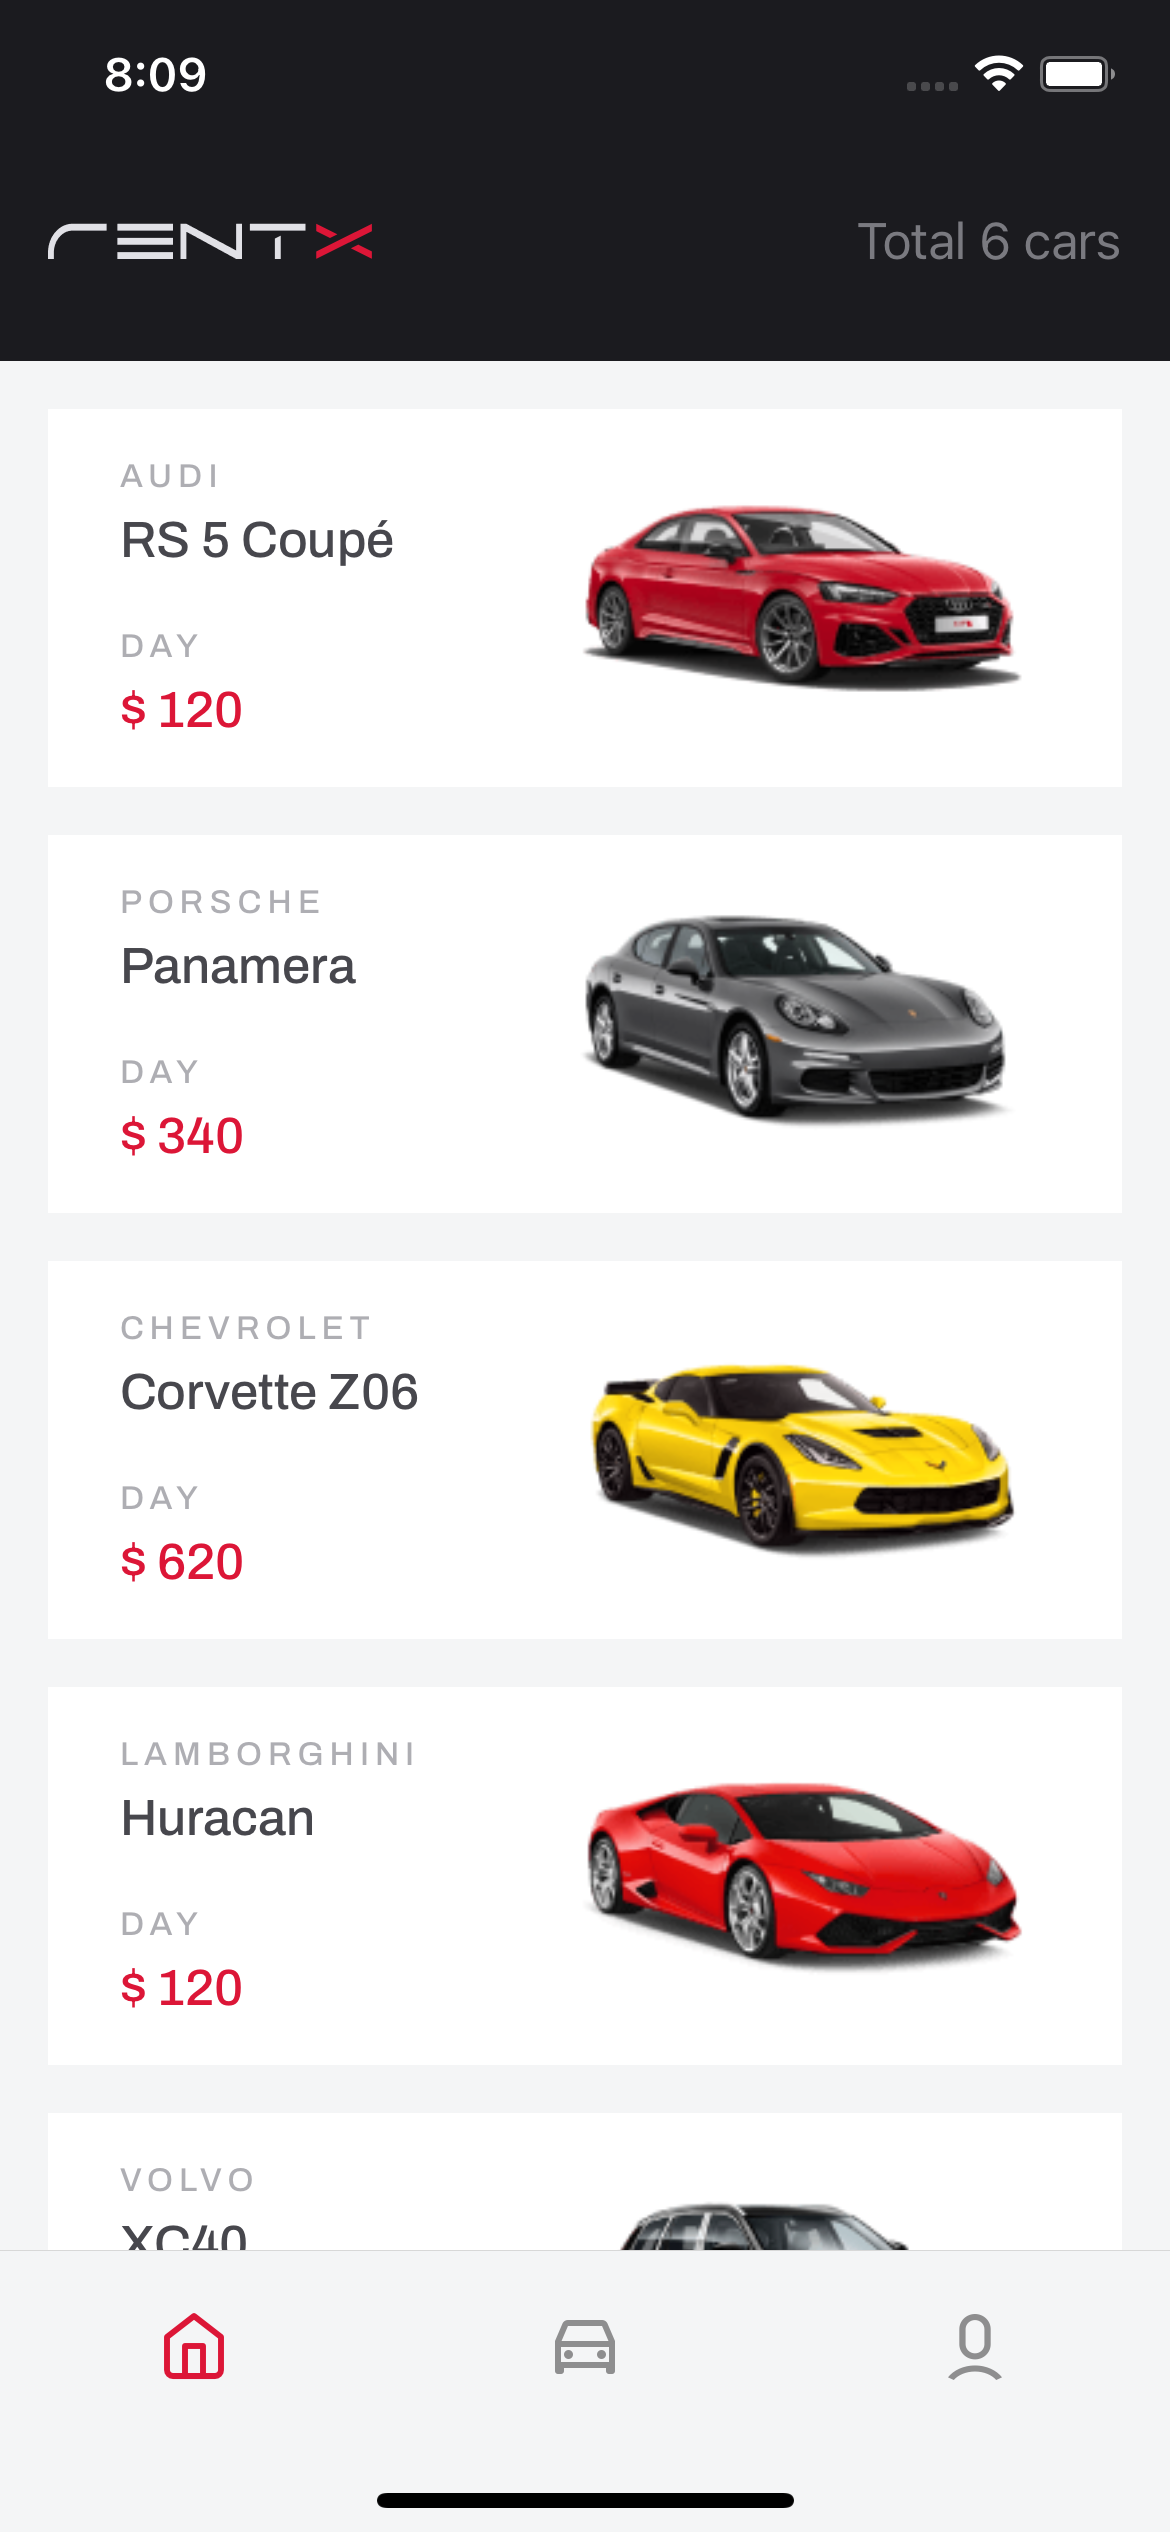 8:09
RENTX
Total 6 cars
AUDI
RS 5 Coupé
DAY
$ 120
PORSCHE
Panamera
DAY
$ 340
CHEVROLET
Corvette Z06
DAY
$ 620
LAMBORGHINI
Huracan
DAY
$ 120
VOLVO
XC40